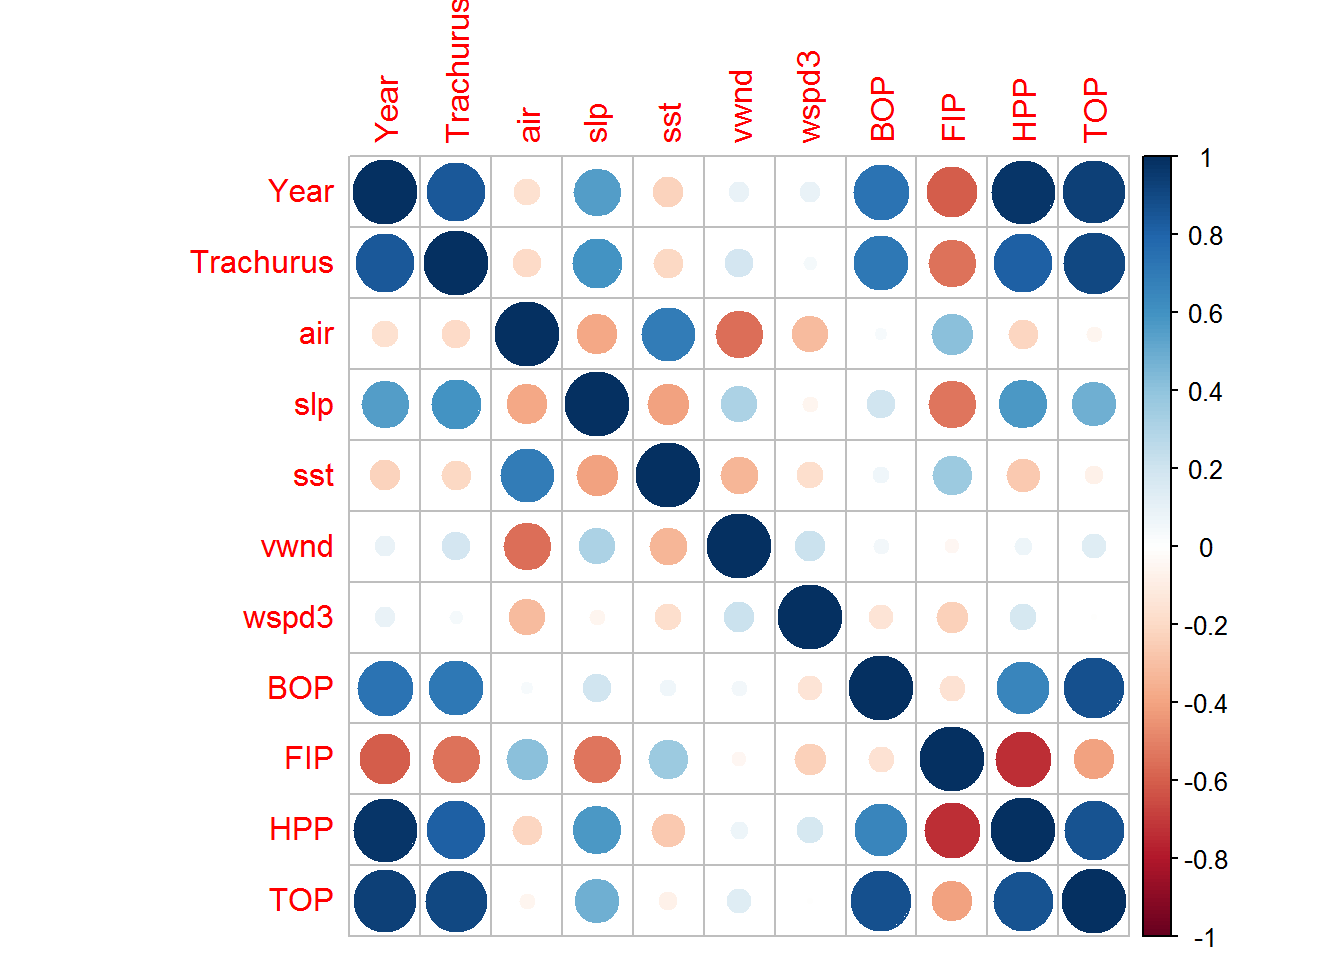 Year Trachurus air slp sst vwnd wspd3 BOP FIP HPP TOP
Year
Trachurus
air
slp
sst
vwnd
wspd3
BOP
FIP
HPP
TOP
1
0.8
0.6
0.4
0.2
0
-0.2
-0.4
-0.6
-0.8
-1